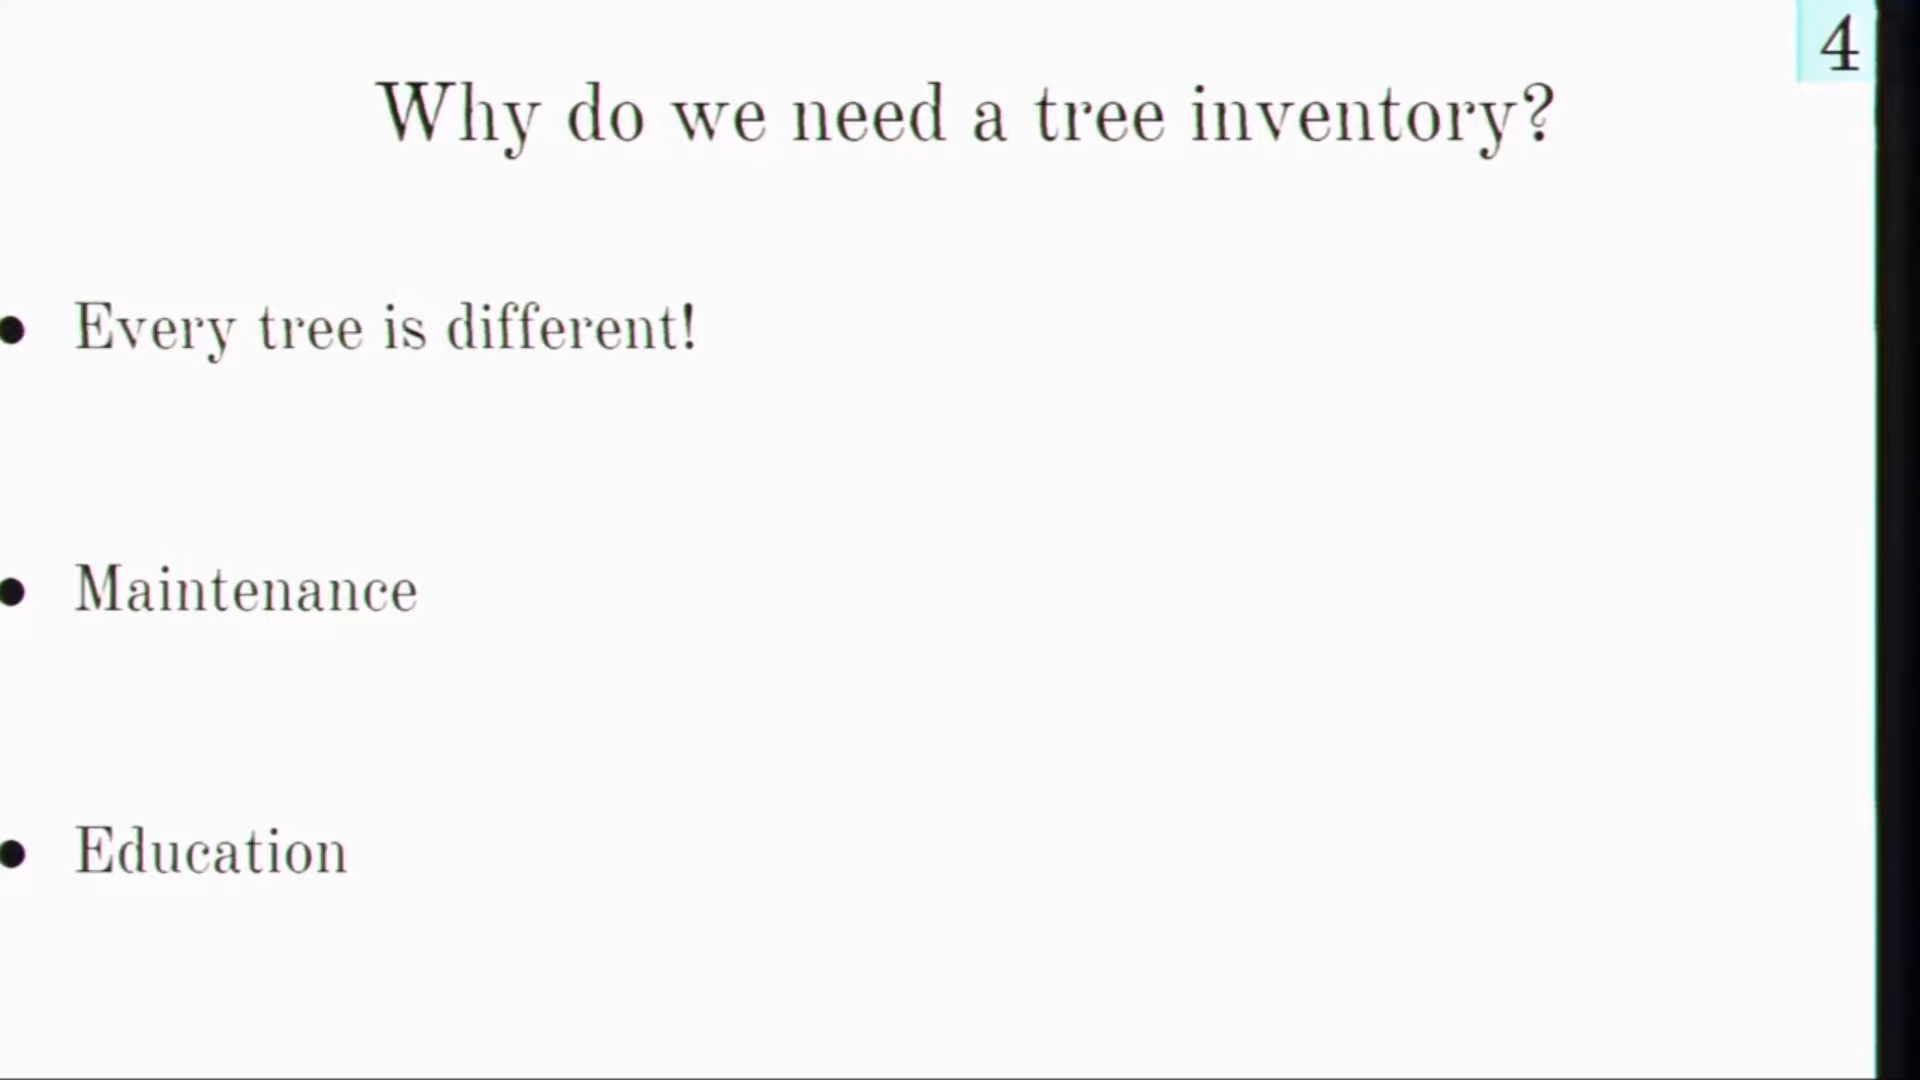 4
Why do we need a tree inventory?
• Every tree is different!
• Maintenance
• Education